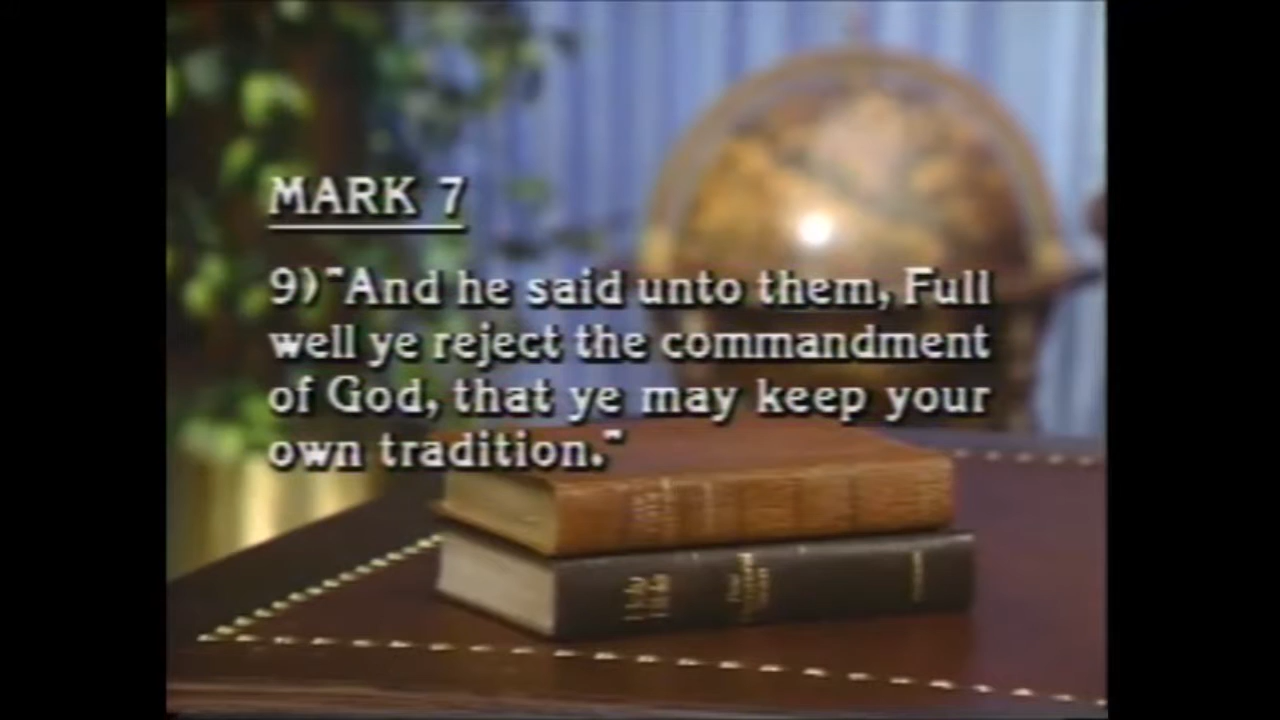 MARK 7
9)"And he said unto them, Full
well ye reject the commandment
of God, that ye may keep your
own tradition."